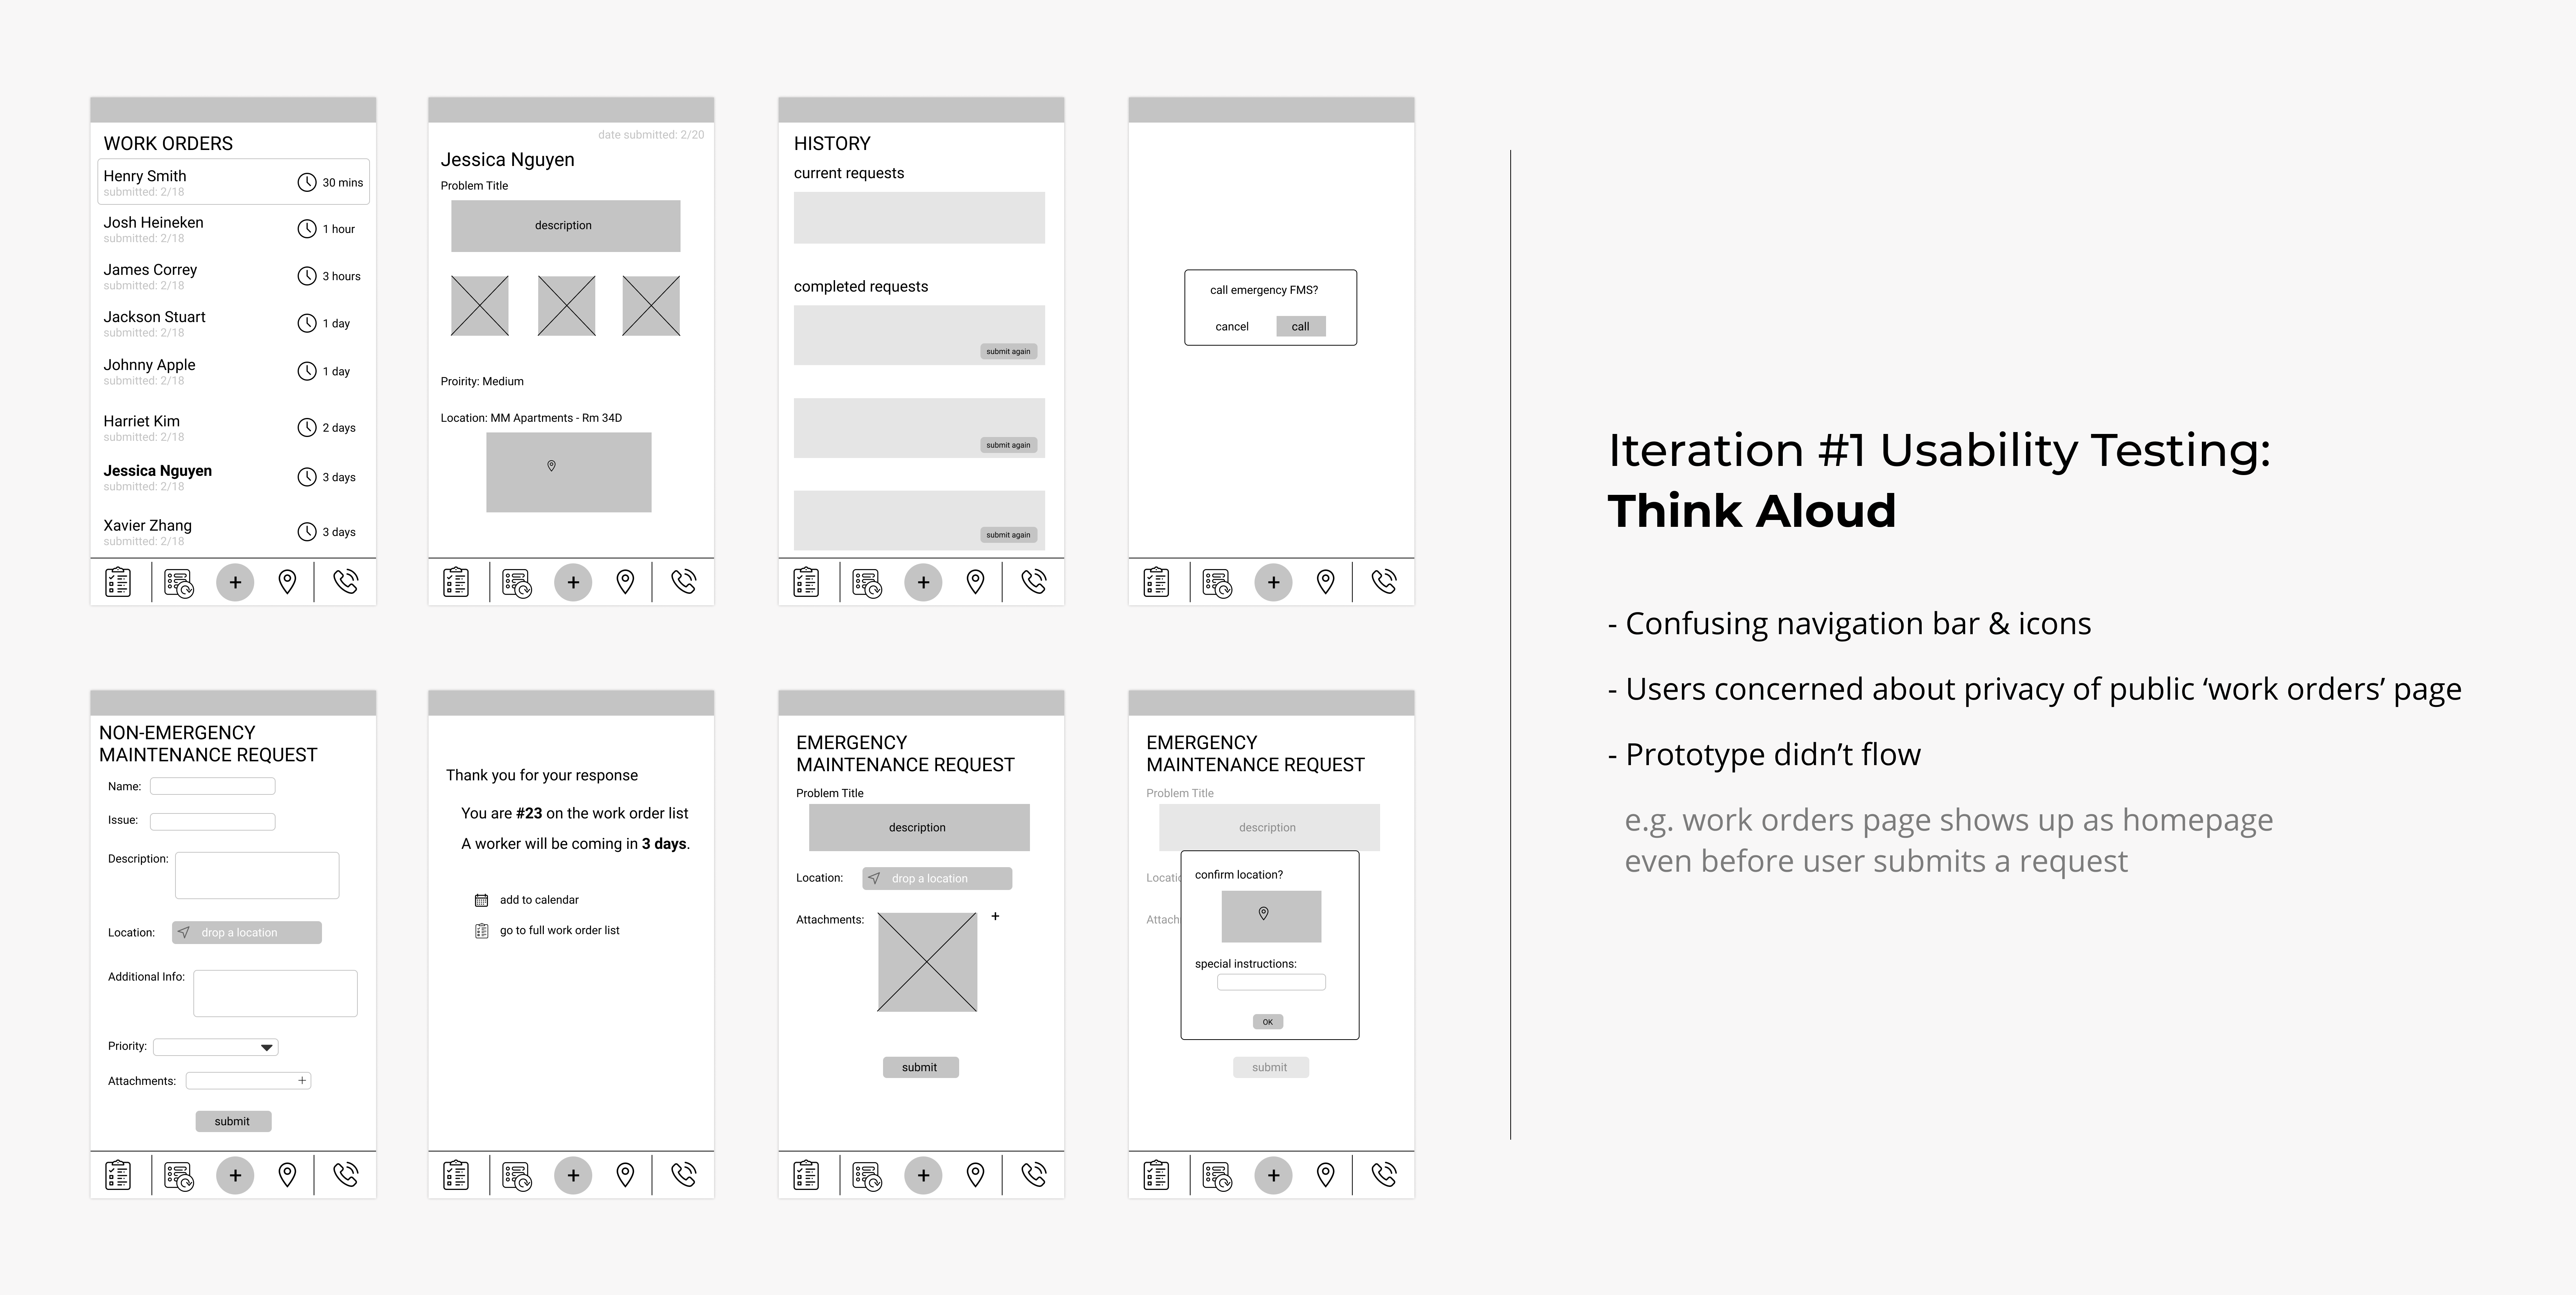 WORK ORDERS
Henry Smith
submitted: 2/18
30 mins
Josh Heineken
submitted: 2/18
1 hour
James Correy
submitted: 2/18
3 hours
Jackson Stuart
submitted: 2/18
1 day
Johnny Apple
submitted: 2/18
1 day
Harriet Kim
submitted: 2/18
2 days
Jessica Nguyen
submitted: 2/18
3 days
Xavier Zhang
submitted: 2/18
3 days
date submitted: 2/20
Jessica Nguyen
Problem Title
description
Proirity: Medium
Location: MM Apartments - Rm 34D
HISTORY
current requests
completed requests
submit again
submit again
submit again
call emergency FMS?
cancel
call
NON-EMERGENCY
MAINTENANCE REQUEST
Name:
Issue:
Description:
Location:
drop a location
Additional Info:
Priority:
Attachments:
submit
Thank you for your response
You are #23 on the work order list
A worker will be coming in 3 days.
add to calendar
go to full work order list
EMERGENCY
MAINTENANCE REQUEST
Problem Title
description
Location:
drop a location
Attachments:
submit
EMERGENCY
MAINTENANCE REQUEST
Problem Title
description
Locatic
Attach
confirm location?
special instructions:
OK
submit
Iteration #1 Usability Testing:
Think Aloud
- Confusing navigation bar & icons
- Users concerned about privacy of public ‘work orders’ page
- Prototype didn’t flow
e.g. work orders page shows up as homepage
even before user submits a request